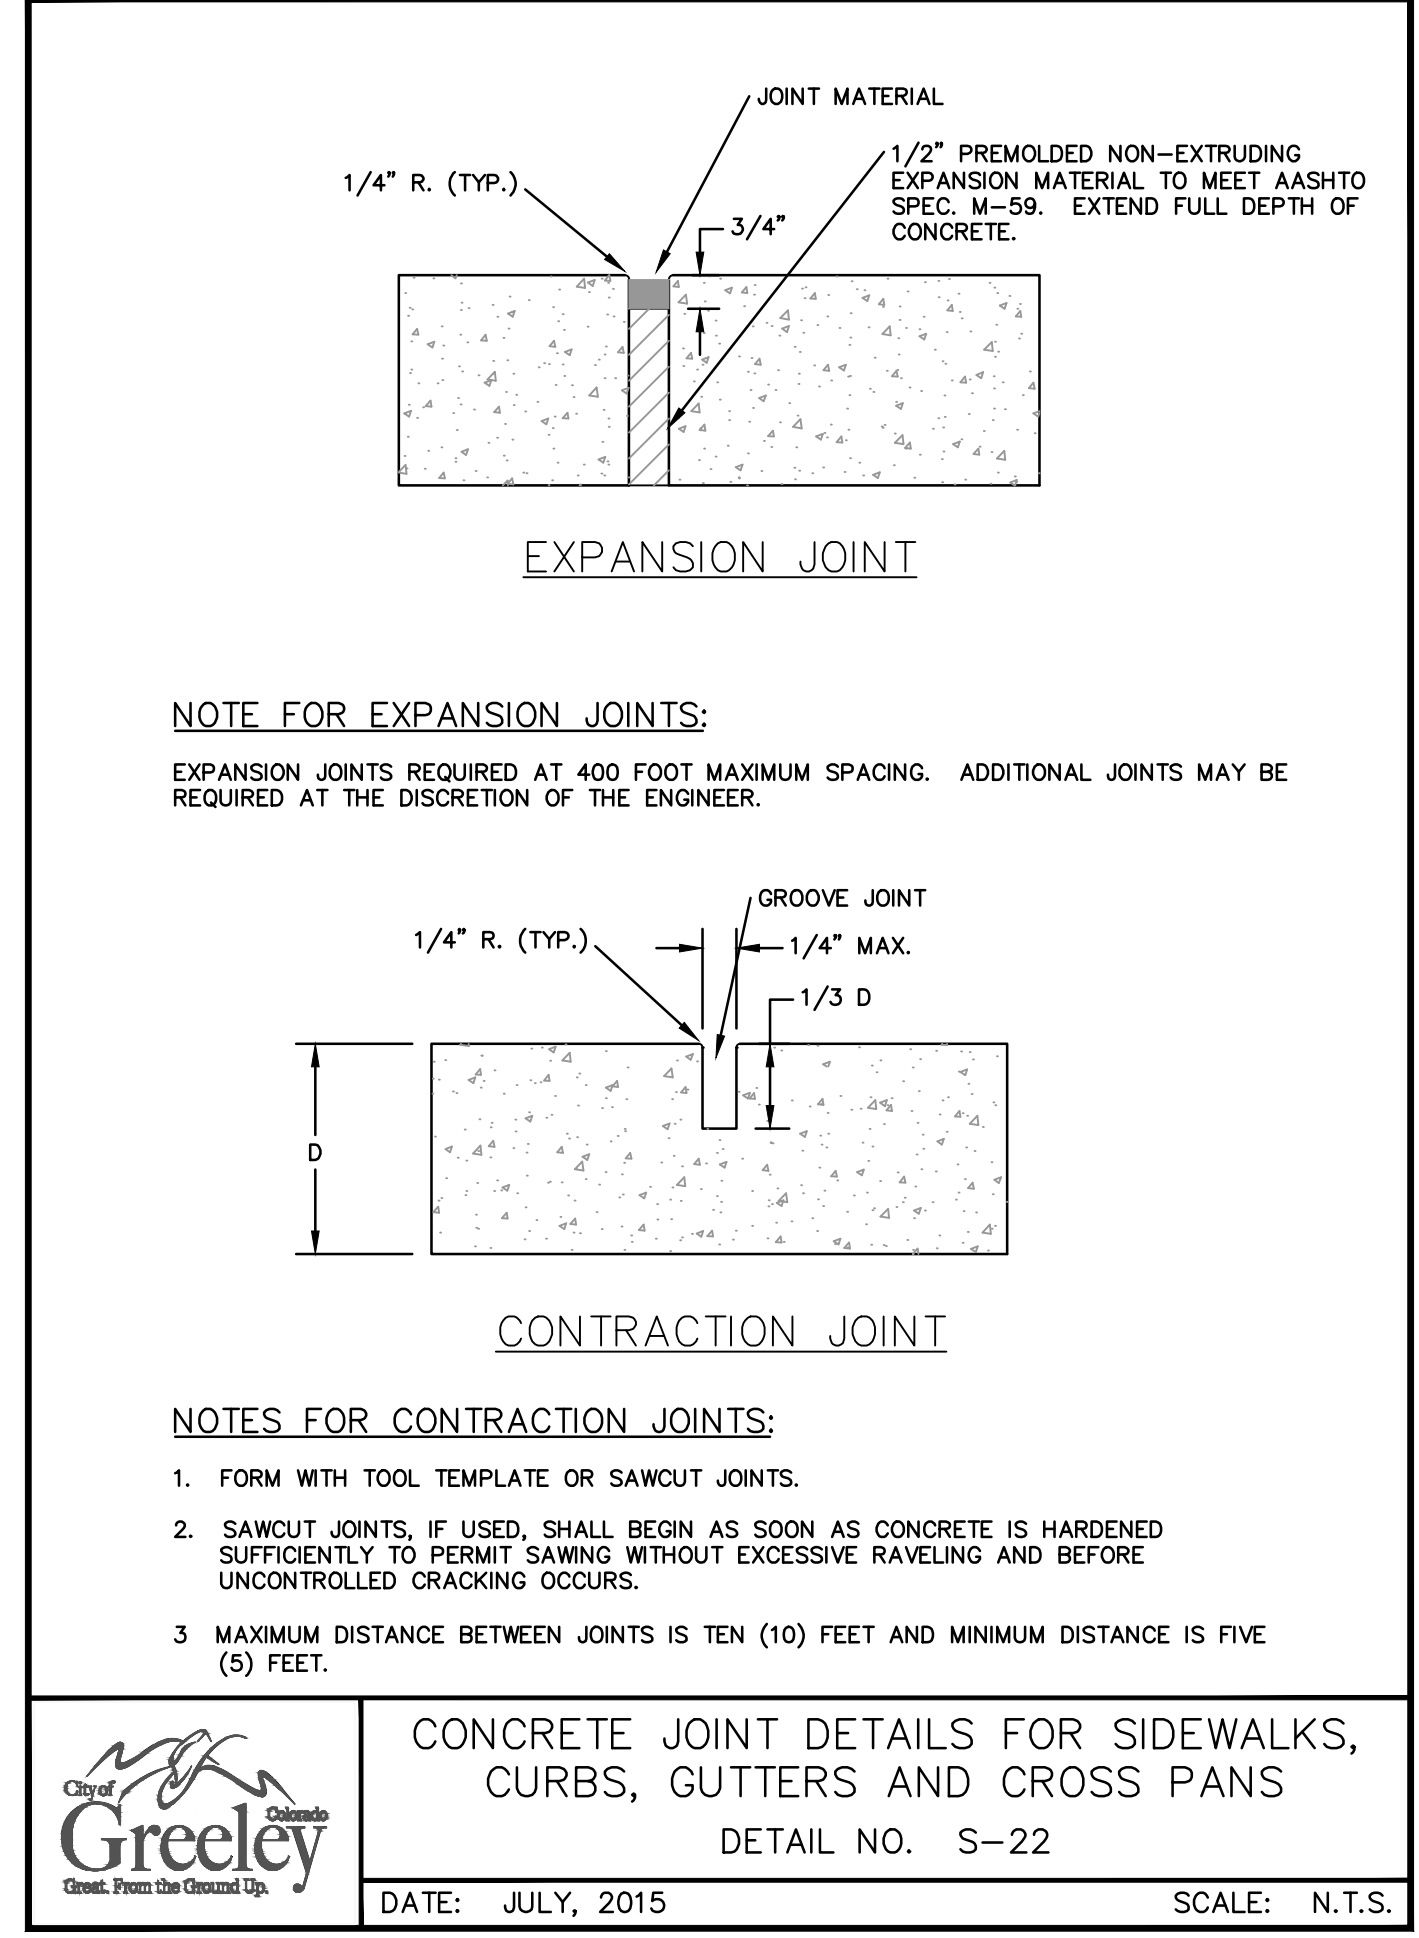 JOINT MATERIAL
1/2" PREMOLDED NON-EXTRUDING
EXPANSION MATERIAL TO MEET AASHTO
SPEC. M-59. EXTEND FULL DEPTH OF
CONCRETE.
1/4" R. (TYP.)
3/4"
EXPANSION JOINT
NOTE FOR EXPANSION JOINTS:
EXPANSION JOINTS REQUIRED AT 400 FOOT MAXIMUM SPACING. ADDITIONAL JOINTS MAY BE
REQUIRED AT THE DISCRETION OF THE ENGINEER.
GROOVE JOINT
1/4" R. (TYP.)
1/4" MAX.
1/3 D
D
CONTRACTION JOINT
NOTES FOR CONTRACTION JOINTS:
1. FORM WITH TOOL TEMPLATE OR SAWCUT JOINTS.
2. SAWCUT JOINTS, IF USED, SHALL BEGIN AS SOON AS CONCRETE IS HARDENED
SUFFICIENTLY TO PERMIT SAWING WITHOUT EXCESSIVE RAVELING AND BEFORE
UNCONTROLLED CRACKING OCCURS.
3 MAXIMUM DISTANCE BETWEEN JOINTS IS TEN (10) FEET AND MINIMUM DISTANCE IS FIVE
(5) FEET.
City of
Greeley
Colorado
Great. From the Ground Up.
CONCRETE JOINT DETAILS FOR SIDEWALKS,
CURBS, GUTTERS AND CROSS PANS
DETAIL NO. S-22
DATE: JULY, 2015
SCALE: N.T.S.